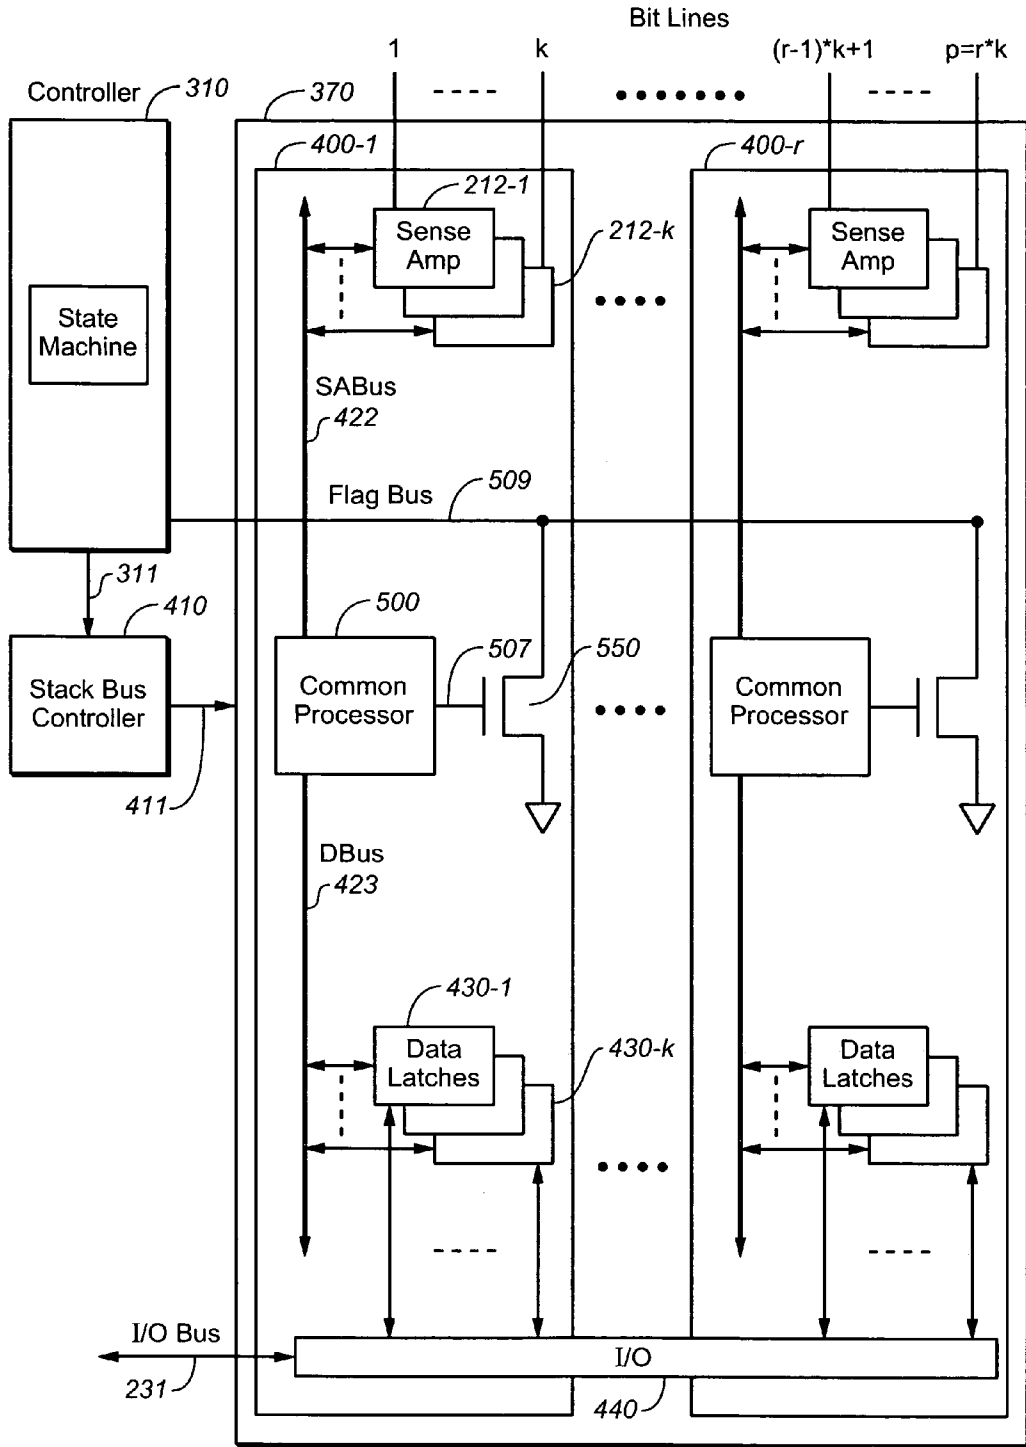 Bit Lines
1
k
(r-1)*k+1
p=r*k
Controller
310
370
400-1
400-r
212-1
Sense
Amp
212-k
Sense
Amp
State
Machine
SABus
422
Flag Bus
509
311
410
500
507
550
Stack Bus
Controller
Common
Processor
Common
Processor
411
DBus
423
430-1
Data
Latches
430-k
Data
Latches
I/O Bus
231
I/O
440